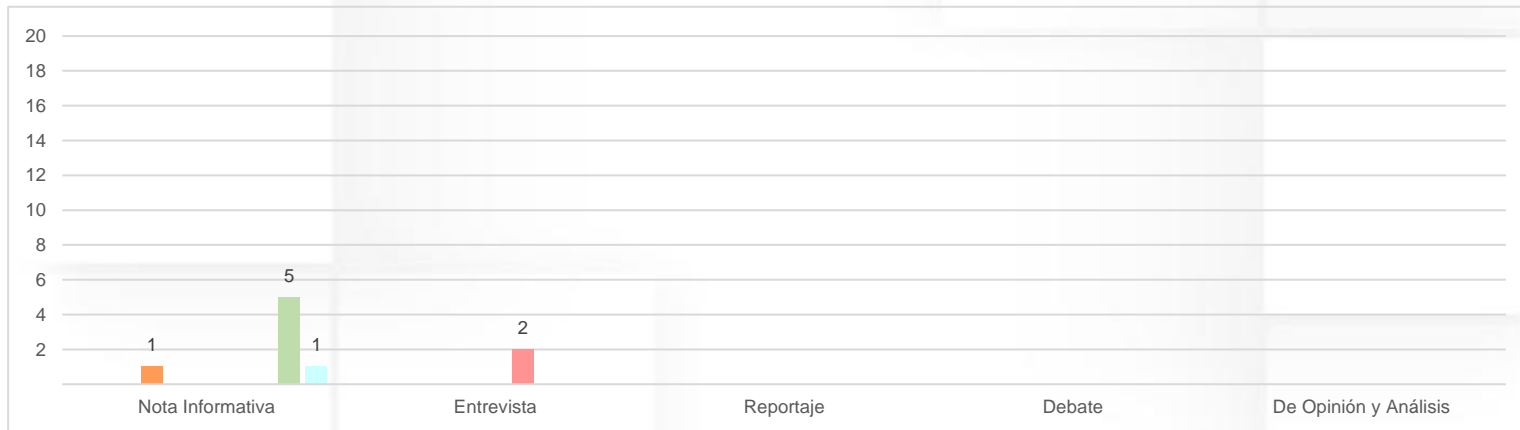 20
18
16
14
12
10
8
6
4
2
5
1
1
2
Nota Informativa
Entrevista
Reportaje
Debate
De Opinión y Análisis